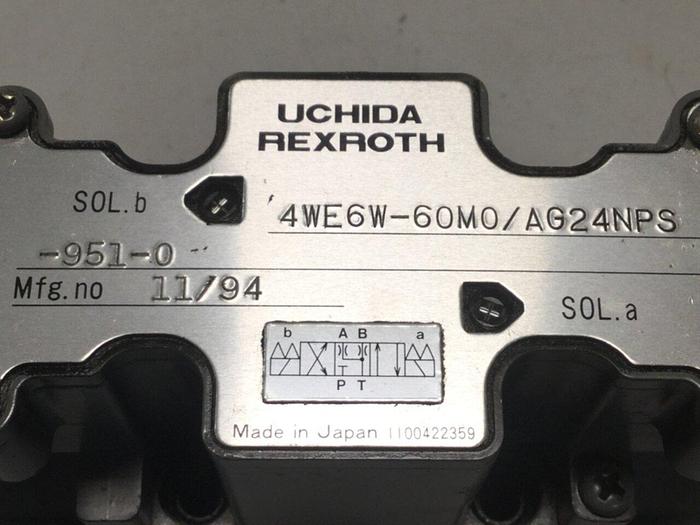 UCHIDA
REXROTH
SOL.b
4WE6W-60M0/AG24NPS
-951-0
Mfg.no 11/94
SOL.a
b A B a
P T
Made in Japan 1100422359